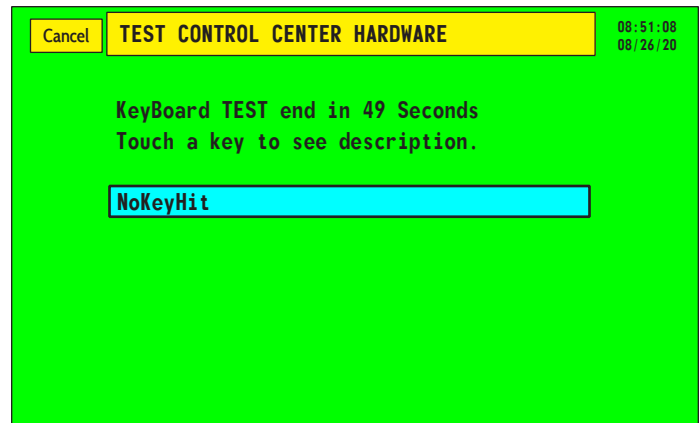 Cancel
TEST CONTROL CENTER HARDWARE
08:51:08
08/26/20
KeyBoard TEST end in 49 Seconds
Touch a key to see description.
NoKeyHit